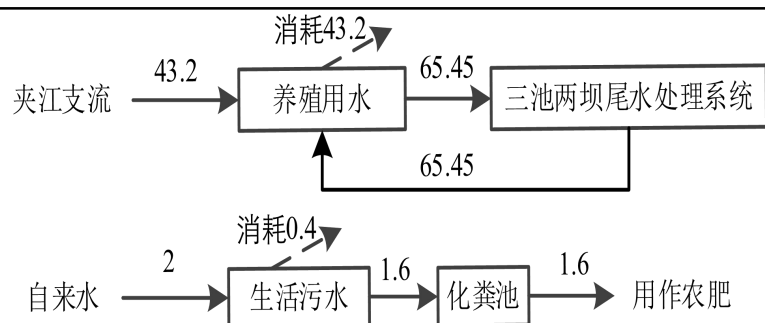 消耗43.2
43.2
65.45
夹江支流
养殖用水
三池两坝尾水处理系统
65.45
消耗0.4
2
1.6
1.6
自来水
生活污水
化粪池
用作农肥